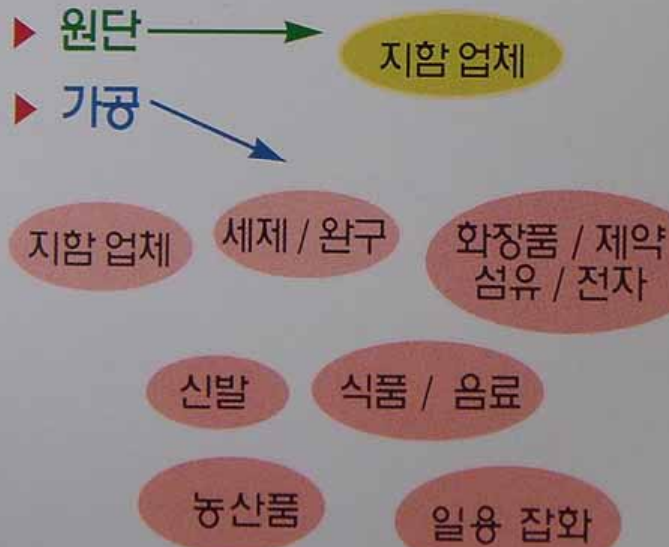 원단
지함 업체
가공
지함 업체
세제 / 완구
화장품 / 제약
섬유 / 전자
신발
식품 / 음료
농산품
일용 잡화